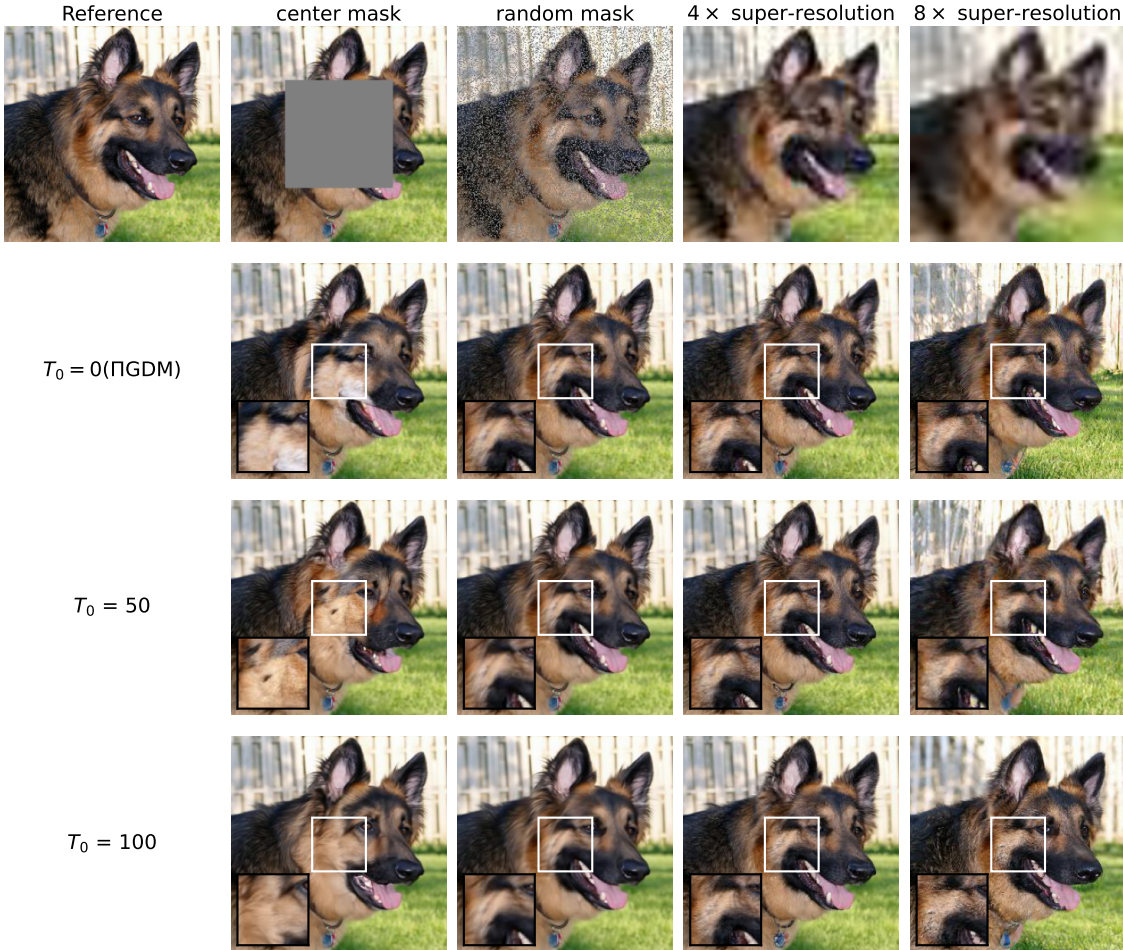 Reference
center mask
random mask
4× super-resolution
8× super-resolution
T₀ = 0(ΠGDM)
T₀ = 50
T₀ = 100